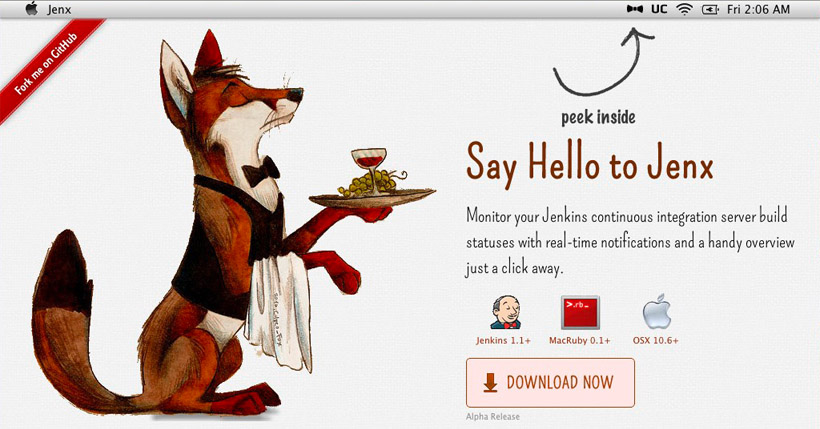 Jenx
UC
Fri 2:06 AM
Fork me on GitHub
peek inside
Say Hello to Jenx
Monitor your Jenkins continuous integration server build
statuses with real-time notifications and a handy overview
just a click away.
>.rb_
Jenkins 1.1+
MacRuby 0.1+
OSX 10.6+
DOWNLOAD NOW
Alpha Release